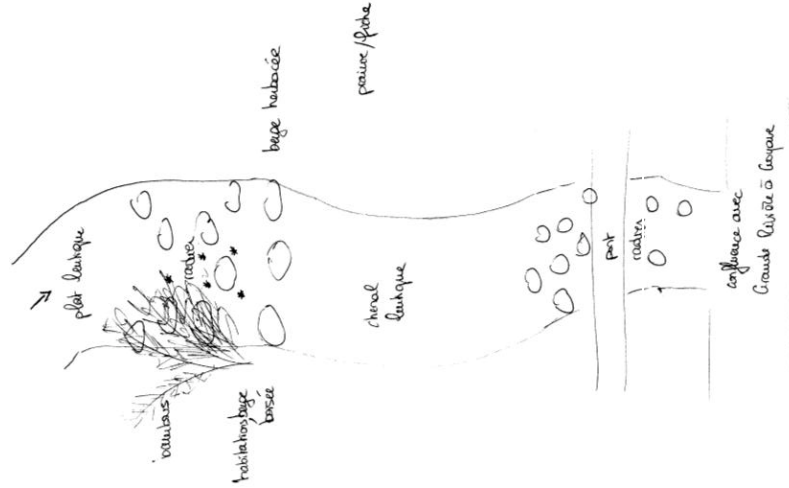 plat lentique
radier
bambous
habitations/berge
boisée
berge herbacée
prairie/friche
chenal
lentique
pont
radier
confluence avec
Grande Rivière à Goyave